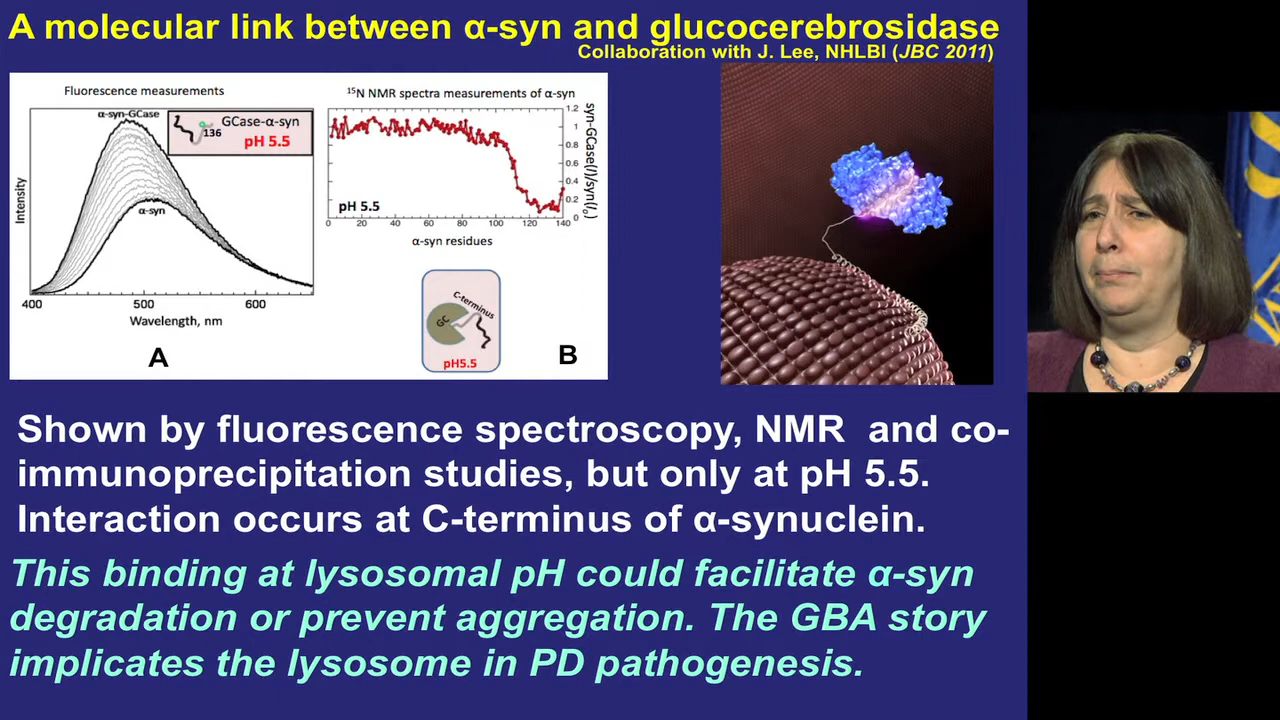 A molecular link between α-syn and glucocerebrosidase
Collaboration with J. Lee, NHLBI (JBC 2011)
Fluorescence measurements
α-syn-GCase
136
GCase-α-syn
pH 5.5
α-syn
Intensity
400
500
600
Wavelength, nm
A
15N NMR spectra measurements of α-syn
1.2
1
0.8
0.6
0.4
0.2
0
syn-GCase(I)/syn(I₀)
pH 5.5
0
20
40
60
80
100
120
140
α-syn residues
C-terminus
GC
pH5.5
B
Shown by fluorescence spectroscopy, NMR and co-
immunoprecipitation studies, but only at pH 5.5.
Interaction occurs at C-terminus of α-synuclein.
This binding at lysosomal pH could facilitate α-syn
degradation or prevent aggregation. The GBA story
implicates the lysosome in PD pathogenesis.